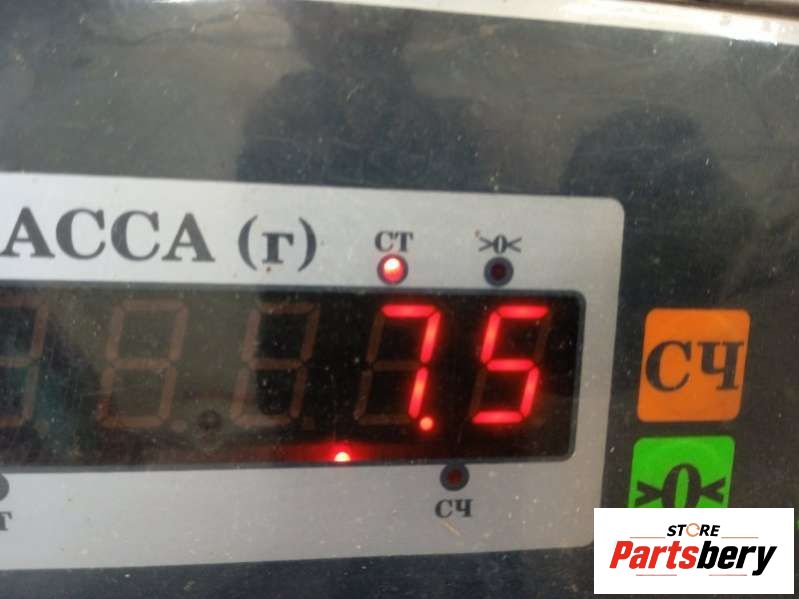 АССА (г)
СТ >0<
7.5
СЧ
СЧ
>0<
STORE
Partsbery